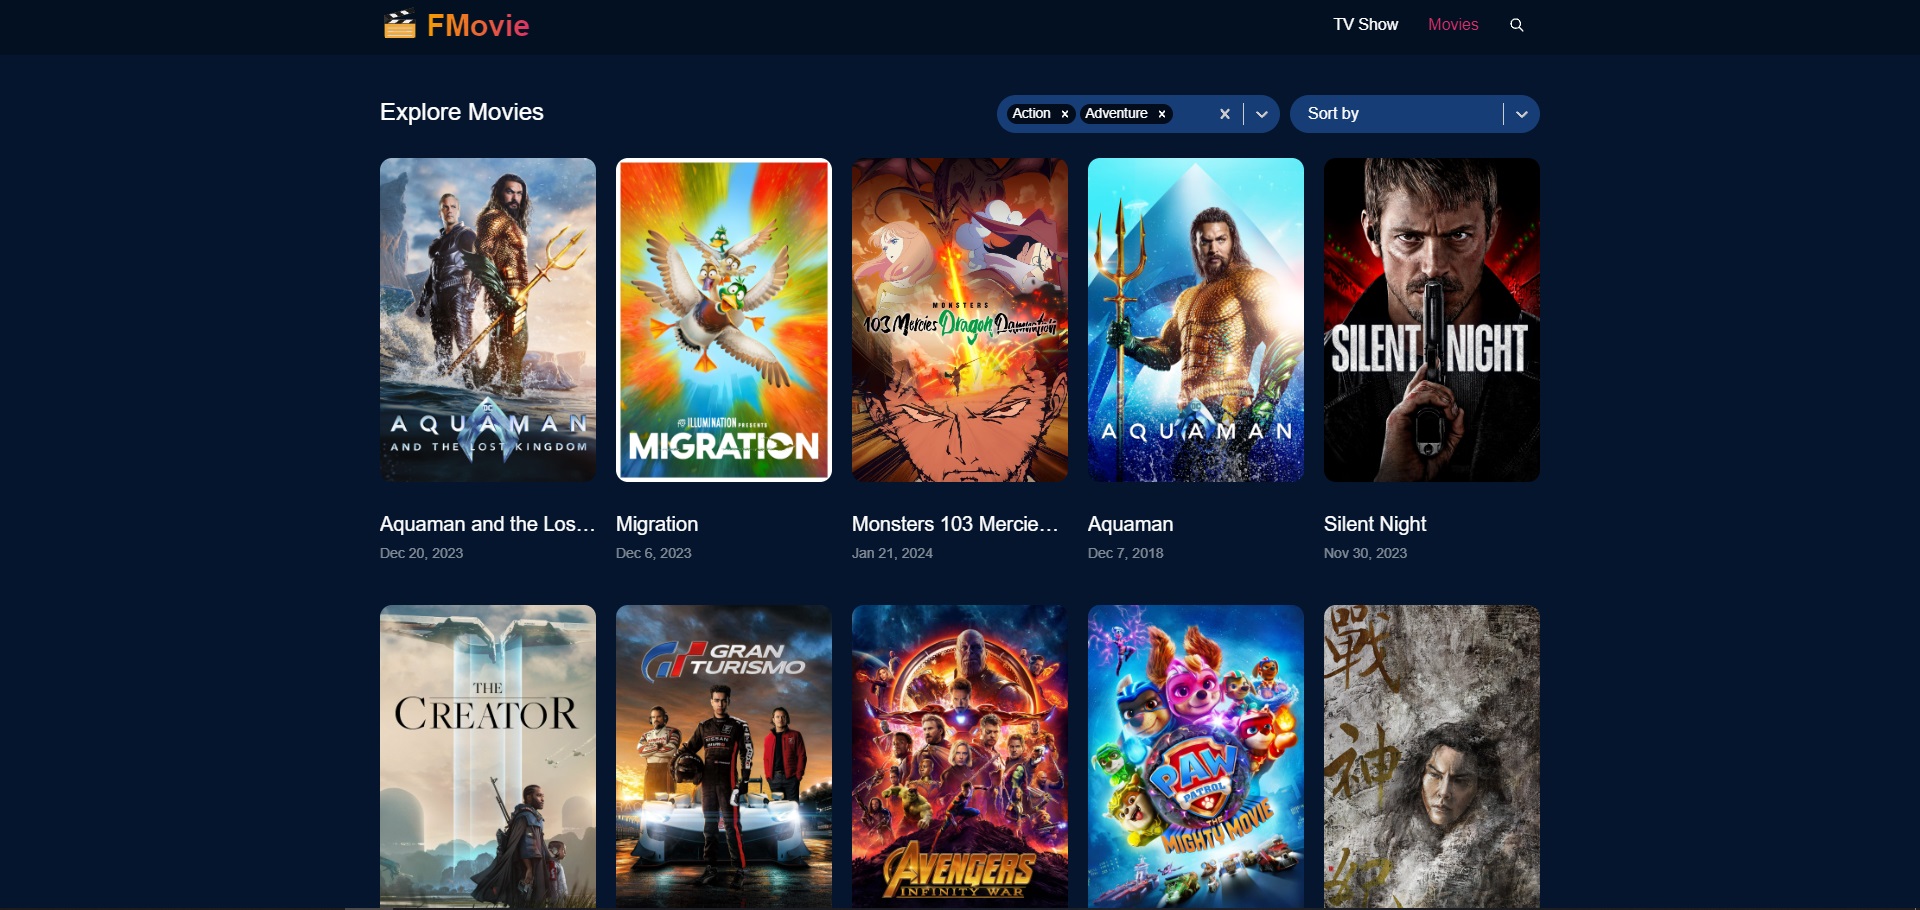 FMovie
TV Show
Movies
Explore Movies
Action ×
Adventure ×
Sort by
AQUAMAN
AND THE LOST KINGDOM
ILLUMINATION PRESENTS
MIGRATION
MONSTERS
103 Mercies Dragon Damnation
DC
AQUAMAN
SILENT NIGHT
Aquaman and the Los...
Migration
Monsters 103 Mercie...
Aquaman
Silent Night
Dec 20, 2023
Dec 6, 2023
Jan 21, 2024
Dec 7, 2018
Nov 30, 2023
THE
CREATOR
GRAN
TURISMO
NISSAN
AVENGERS
INFINITY WAR
PAW
PATROL
THE
MIGHTY MOVIE
戰
神
紀